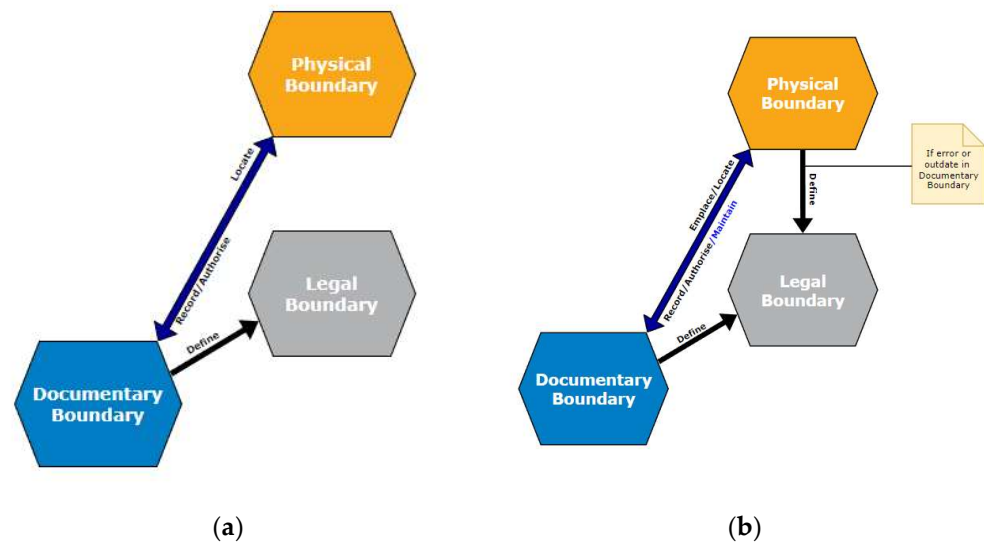 Physical
Boundary
Locate
Record/Authorise
Legal
Boundary
Define
Documentary
Boundary
(a)
Physical
Boundary
If error or
outdate in
Documentary
Boundary
Define
Emplace/Locate
Record/Authorise/Maintain
Legal
Boundary
Define
Documentary
Boundary
(b)